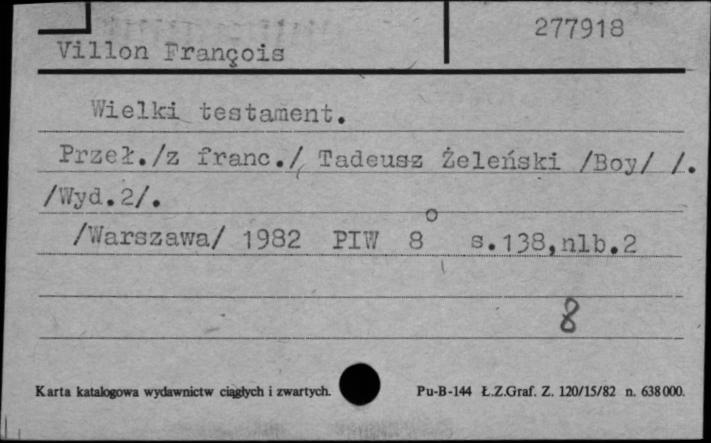 277918
Villon François
Wielki testament.
Przeł./z franc./ Tadeusz Żeleński /Boy/ /.
/Wyd.2/.
/Warszawa/ 1982 PIW 8° s.138,nlb.2
8
Karta katalogowa wydawnictw ciągłych i zwartych. Pu-B-144 Ł.Z.Graf. Z. 120/15/82 n. 638000.